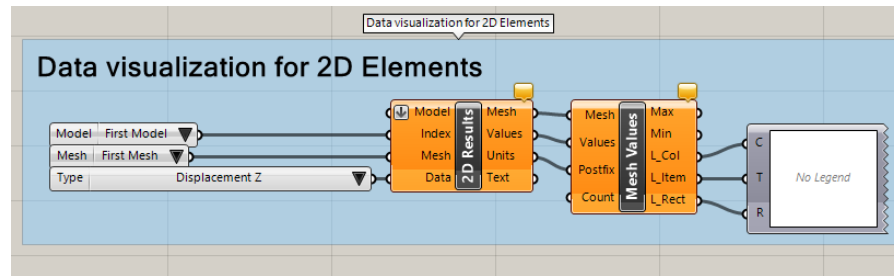 Data visualization for 2D Elements
Data visualization for 2D Elements
Model First Model
Mesh First Mesh
Type Displacement Z
Model Mesh
Index Values
Mesh Units
Data Text
2D Results
Mesh Max
Values Min
Postfix L_Col
L_Item
Count L_Rect
Mesh Values
C
T
R
No Legend